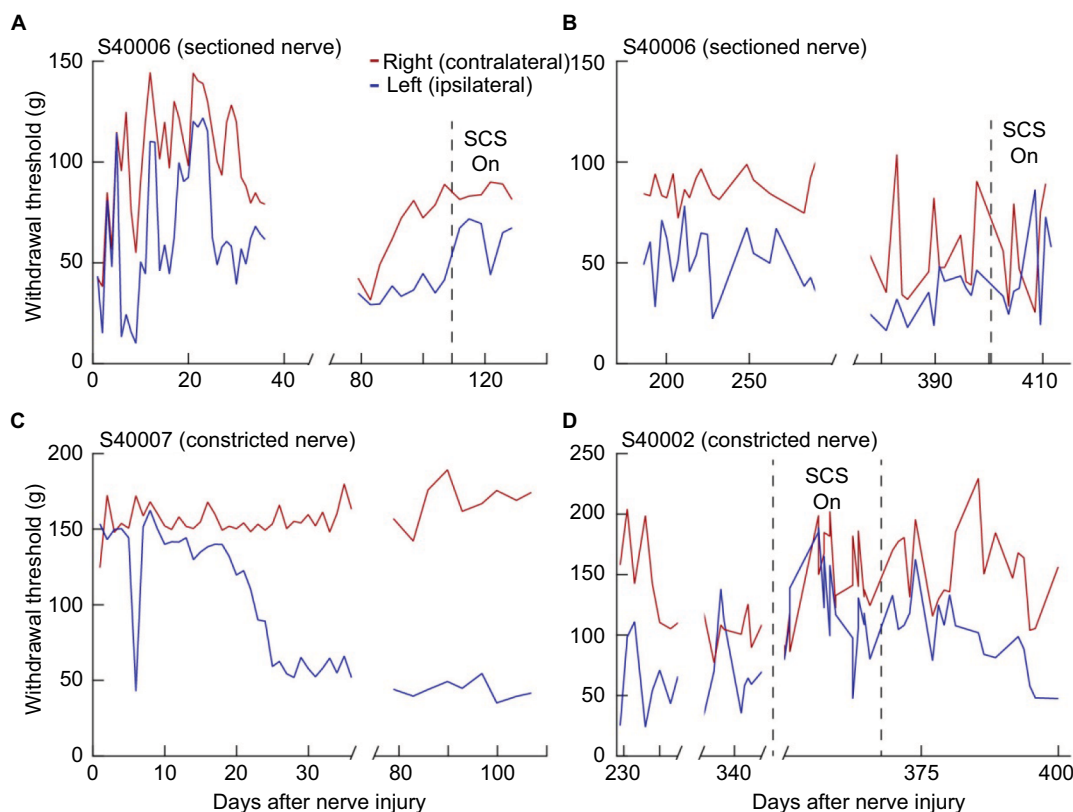 A
S40006 (sectioned nerve)
Right (contralateral)
Left (ipsilateral)
SCS
On
Withdrawal threshold (g)
150
100
50
0
0 20 40 80 120
B
S40006 (sectioned nerve)
SCS
On
150
100
50
0
200 250 390 410
C
S40007 (constricted nerve)
Withdrawal threshold (g)
200
150
100
50
0
0 10 20 30 80 100
Days after nerve injury
D
S40002 (constricted nerve)
SCS
On
250
200
150
100
50
0
230 340 375 400
Days after nerve injury